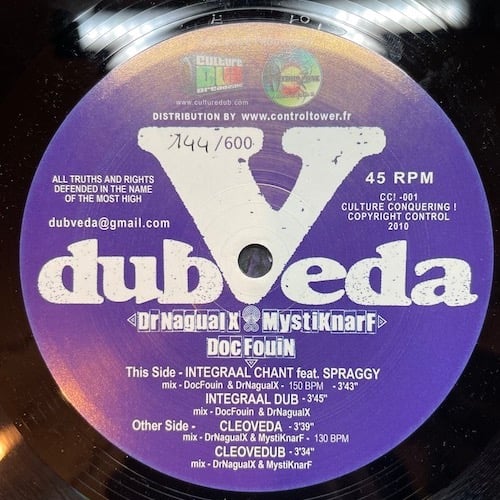 culture
DUB
www.culturedub.com
DISTRIBUTION BY www.controltower.fr
144/600
V
ALL TRUTHS AND RIGHTS
DEFENDED IN THE NAME
OF THE MOST HIGH
dubveda@gmail.com
45 RPM
CC! -001
CULTURE CONQUERING !
COPYRIGHT CONTROL
2010
dubVeda
DrNagualX MystiKnarF
DocFouiN
This Side - INTEGRAAL CHANT feat. SPRAGGY
mix - DocFouin & DrNagualX - 150 BPM - 3'43"
INTEGRAAL DUB - 3'45"
mix - DocFouin & DrNagualX
Other Side - CLEOVEDA - 3'39"
mix - DrNagualX & MystiKnarF - 130 BPM
CLEOVEDUB - 3'34"
mix - DrNagualX & MystiKnarF